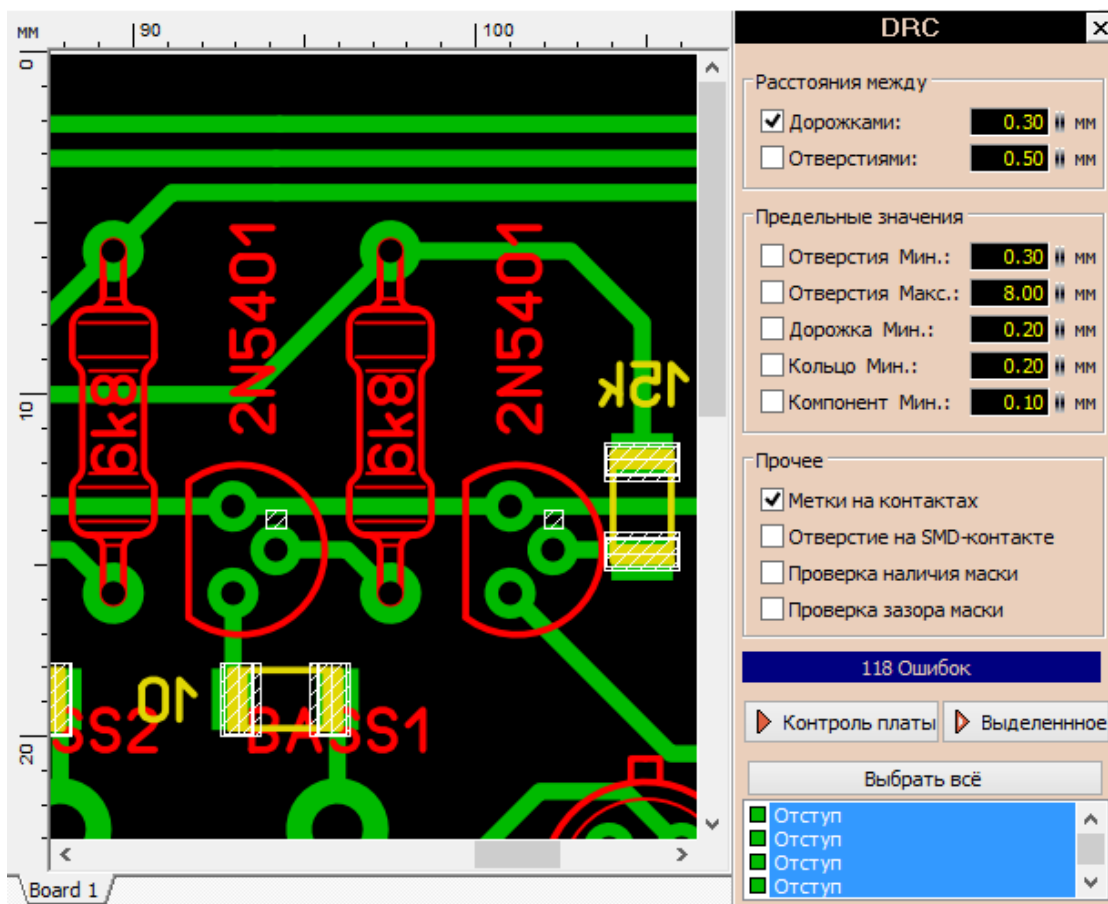 мм 90 100
0
10
20
2N5401
2N5401
6k8
6k8
15k
10
SS2
BASS1
Board 1
DRC
Расстояния между
Дорожками: 0.30 мм
Отверстиями: 0.50 мм
Предельные значения
Отверстия Мин.: 0.30 мм
Отверстия Макс.: 8.00 мм
Дорожка Мин.: 0.20 мм
Кольцо Мин.: 0.20 мм
Компонент Мин.: 0.10 мм
Прочее
Метки на контактах
Отверстие на SMD-контакте
Проверка наличия маски
Проверка зазора маски
118 Ошибок
Контроль платы Выделеннное
Выбрать всё
Отступ
Отступ
Отступ
Отступ